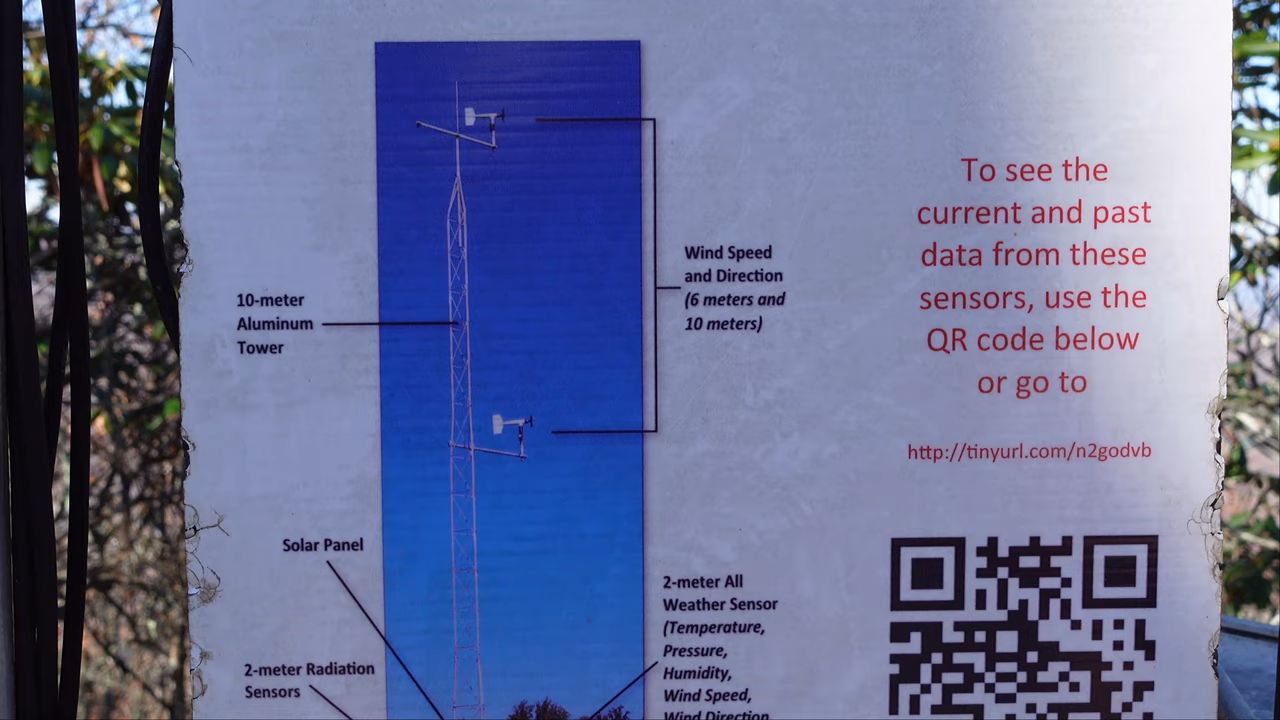 10-meter
Aluminum
Tower
Wind Speed
and Direction
(6 meters and
10 meters)
Solar Panel
2-meter Radiation
Sensors
2-meter All
Weather Sensor
(Temperature,
Pressure,
Humidity,
Wind Speed,
Wind Direction
To see the
current and past
data from these
sensors, use the
QR code below
or go to
http://tinyurl.com/n2godvb